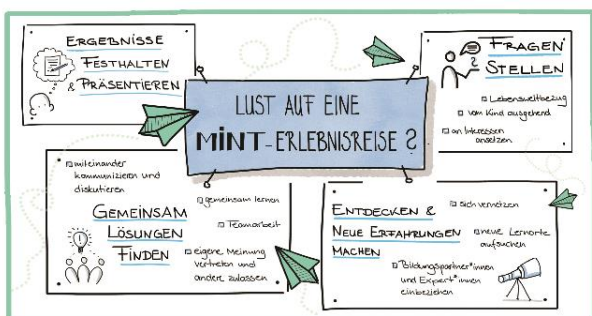 ERGEBNISSE
FESTHALTEN
& PRÄSENTIEREN
FRAGEN
STELLEN
Lebensweltbezug
vom Kind ausgehend
an Interessen
ansetzen
LUST AUF EINE
MINT-ERLEBNISREISE?
miteinander
kommunizieren und
diskutieren
gemeinsam lernen
Teamarbeit
eigene Meinung
vertreten und
andere zulassen
GEMEINSAM
LÖSUNGEN
FINDEN
ENTDECKEN &
NEUE ERFAHRUNGEN
MACHEN
sich vernetzen
neue Lernorte
aufsuchen
Bildungspartner*innen
und Expert*innen
einbeziehen